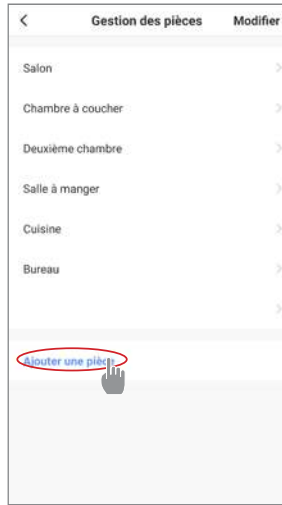 Gestion des pièces Modifier
Salon
Chambre à coucher
Deuxième chambre
Salle à manger
Cuisine
Bureau
Ajouter une pièce